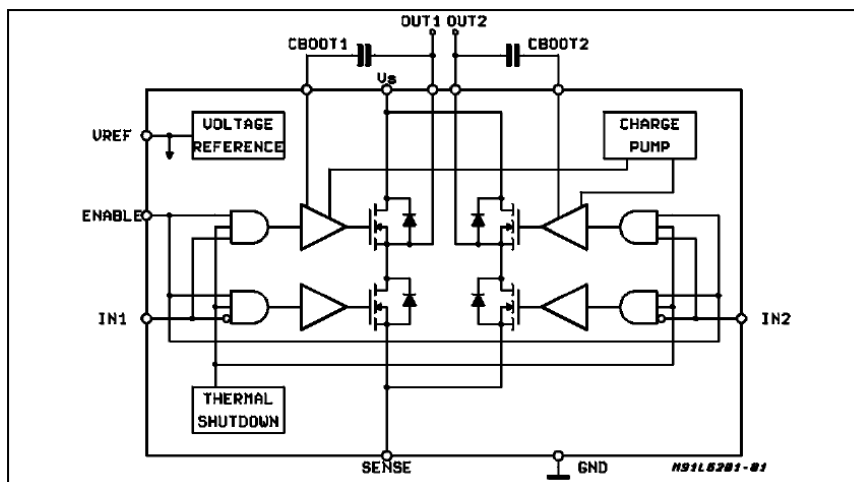 OUT1 OUT2
CBOOT1
CBOOT2
Vs
VREF
VOLTAGE
REFERENCE
CHARGE
PUMP
ENABLE
IN1
IN2
THERMAL
SHUTDOWN
SENSE
GND
M91L6201-01